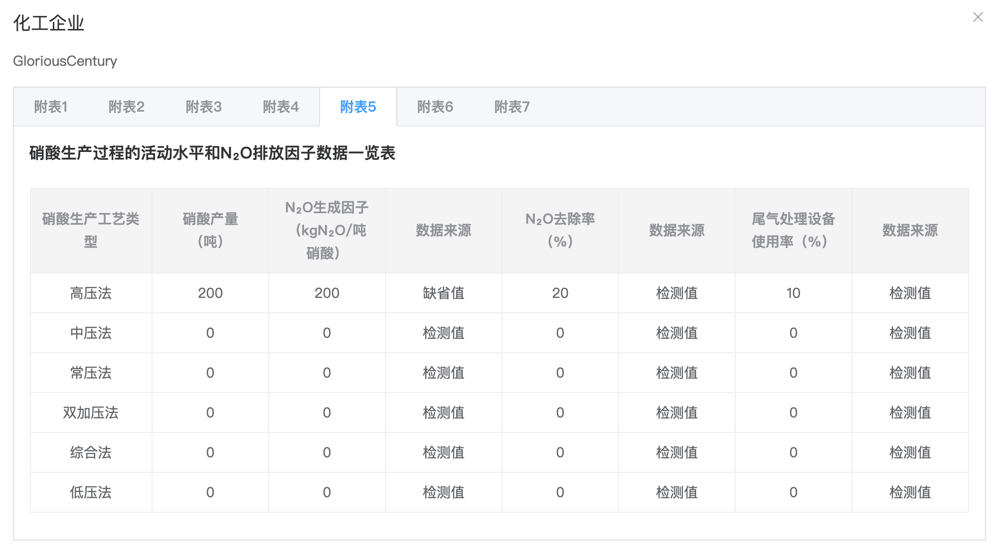 化工企业
GloriousCentury
附表1 附表2 附表3 附表4 附表5 附表6 附表7
硝酸生产过程的活动水平和N₂O排放因子数据一览表
硝酸生产工艺类型 硝酸产量（吨） N₂O生成因子（kgN₂O/吨硝酸） 数据来源 N₂O去除率（%） 数据来源 尾气处理设备使用率（%） 数据来源
高压法 200 200 缺省值 20 检测值 10 检测值
中压法 0 0 检测值 0 检测值 0 检测值
常压法 0 0 检测值 0 检测值 0 检测值
双加压法 0 0 检测值 0 检测值 0 检测值
综合法 0 0 检测值 0 检测值 0 检测值
低压法 0 0 检测值 0 检测值 0 检测值